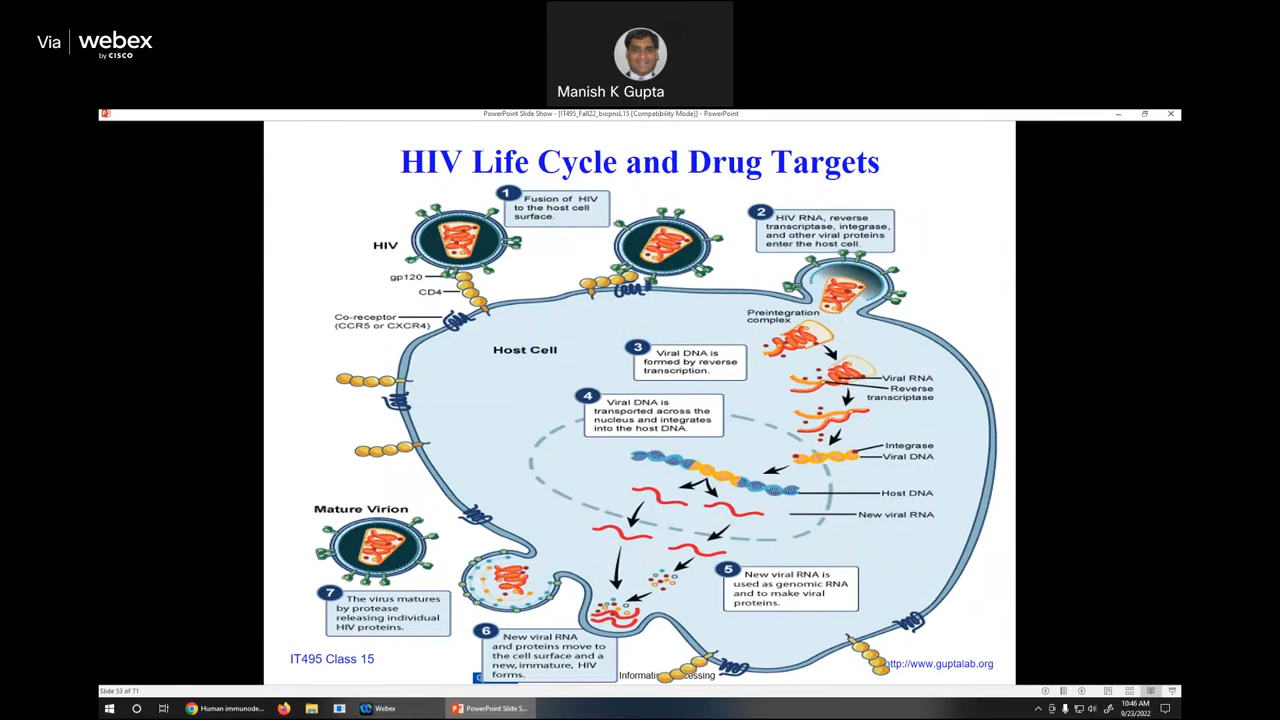 Via webex
by CISCO
Manish K Gupta
PowerPoint Slide Show - [IT495_Fall22_biopnsL15 [Compatibility Mode]] - PowerPoint
HIV Life Cycle and Drug Targets
1
Fusion of HIV
to the host cell
surface.
2
HIV RNA, reverse
transcriptase, integrase,
and other viral proteins
enter the host cell.
HIV
gp120
CD4
Co-receptor
(CCR5 or CXCR4)
Preintegration
complex
Host Cell
3
Viral DNA is
formed by reverse
transcription.
Viral RNA
Reverse
transcriptase
4
Viral DNA is
transported across the
nucleus and integrates
into the host DNA.
Integrase
Viral DNA
Host DNA
New viral RNA
Mature Virion
5
New viral RNA is
used as genomic RNA
and to make viral
proteins.
7
The virus matures
by protease
releasing individual
HIV proteins.
6
New viral RNA
and proteins move to
the cell surface and a
new, immature, HIV
forms.
IT495 Class 15
http://www.guptalab.org
Slide 53 of 71
Human immunode...
Webex
PowerPoint Slide S...
10:46 AM
9/23/2022